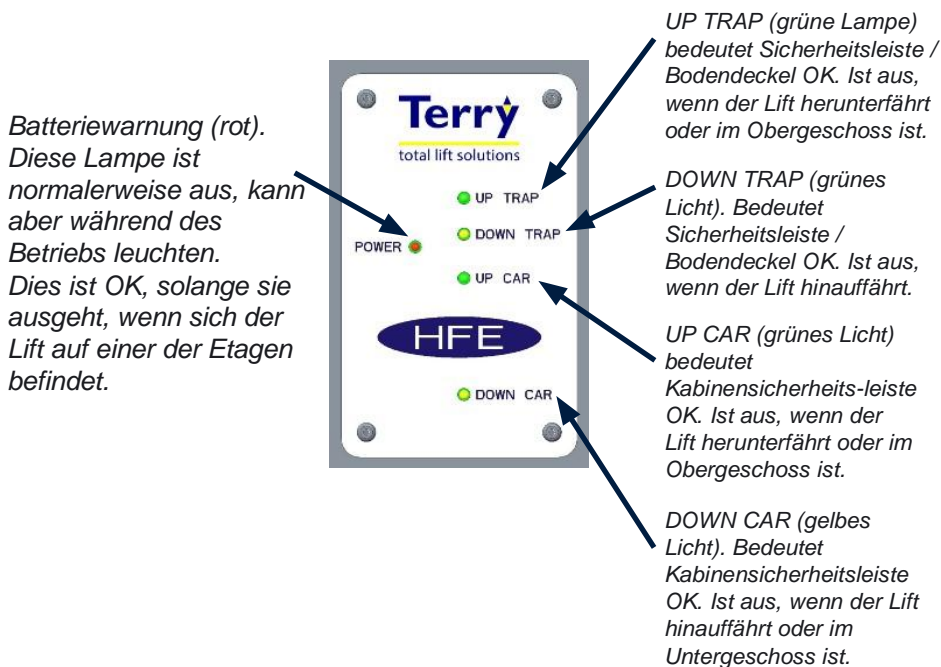 Batteriewarnung (rot).
Diese Lampe ist
normalerweise aus, kann
aber während des
Betriebs leuchten.
Dies ist OK, solange sie
ausgeht, wenn sich der
Lift auf einer der Etagen
befindet.
Terry
total lift solutions
UP TRAP
DOWN TRAP
POWER
UP CAR
HFE
DOWN CAR
UP TRAP (grüne Lampe)
bedeutet Sicherheitsleiste /
Bodendeckel OK. Ist aus,
wenn der Lift herunterfährt
oder im Obergeschoss ist.
DOWN TRAP (grünes
Licht). Bedeutet
Sicherheitsleiste /
Bodendeckel OK. Ist aus,
wenn der Lift hinauffährt.
UP CAR (grünes Licht)
bedeutet
Kabinensicherheits-leiste
OK. Ist aus, wenn der
Lift herunterfährt oder im
Obergeschoss ist.
DOWN CAR (gelbes
Licht). Bedeutet
Kabinensicherheitsleiste
OK. Ist aus, wenn der Lift
hinauffährt oder im
Untergeschoss ist.